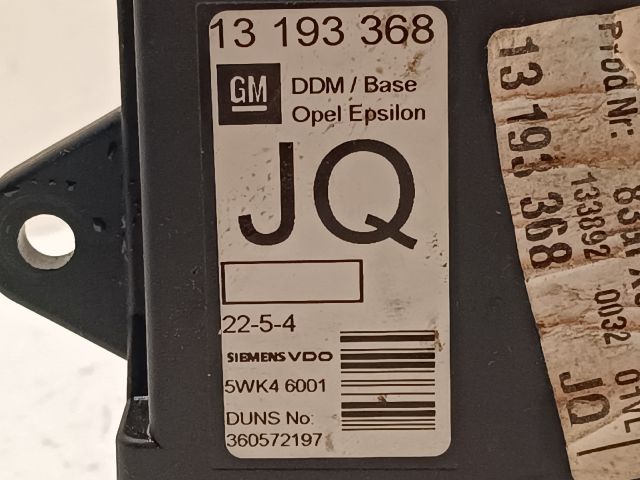 13 193 368
GM
DDM / Base
Opel Epsilon
JQ
22-5-4
SIEMENS VDO
5WK4 6001
DUNS No:
360572197
Prod Nr:
13 193 368
133892 0032
JQ